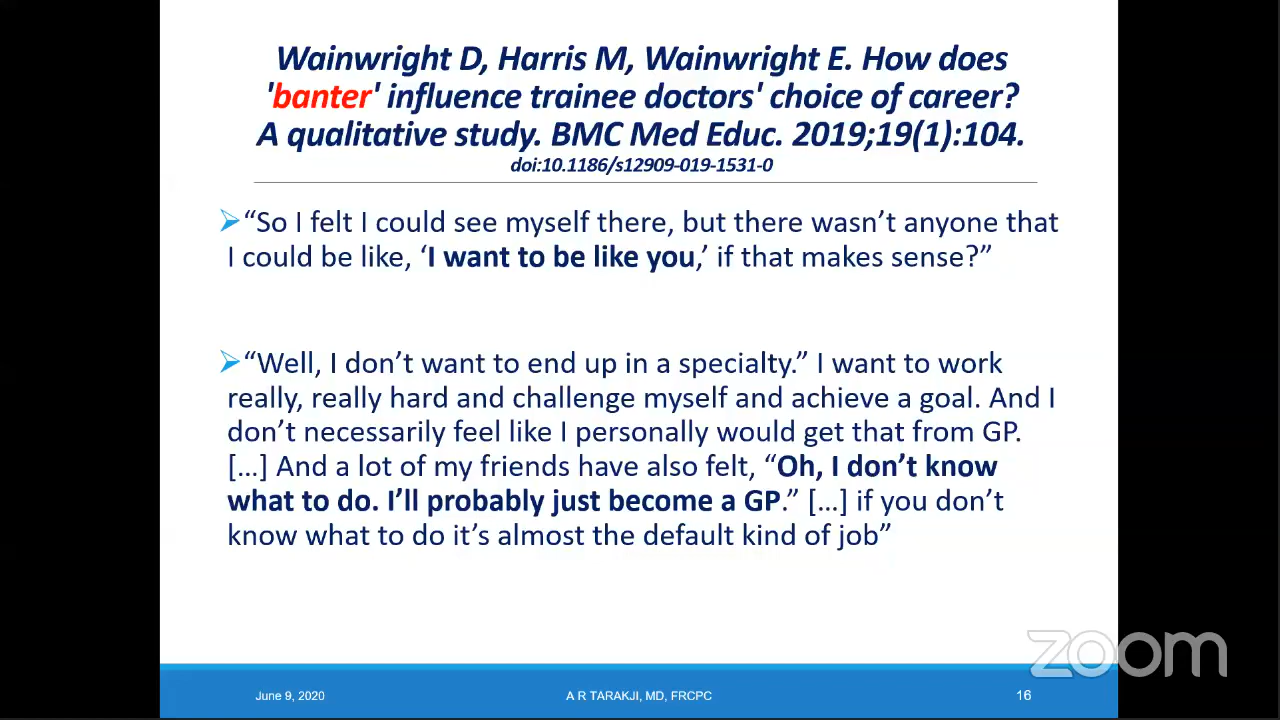 Wainwright D, Harris M, Wainwright E. How does
'banter' influence trainee doctors' choice of career?
A qualitative study. BMC Med Educ. 2019;19(1):104.
doi:10.1186/s12909-019-1531-0
➢“So I felt I could see myself there, but there wasn’t anyone that
I could be like, ‘I want to be like you,’ if that makes sense?”
➢“Well, I don’t want to end up in a specialty.” I want to work
really, really hard and challenge myself and achieve a goal. And I
don’t necessarily feel like I personally would get that from GP.
[…] And a lot of my friends have also felt, “Oh, I don’t know
what to do. I’ll probably just become a GP.” […] if you don’t
know what to do it’s almost the default kind of job”
zoom
June 9, 2020
A R TARAKJI, MD, FRCPC
16